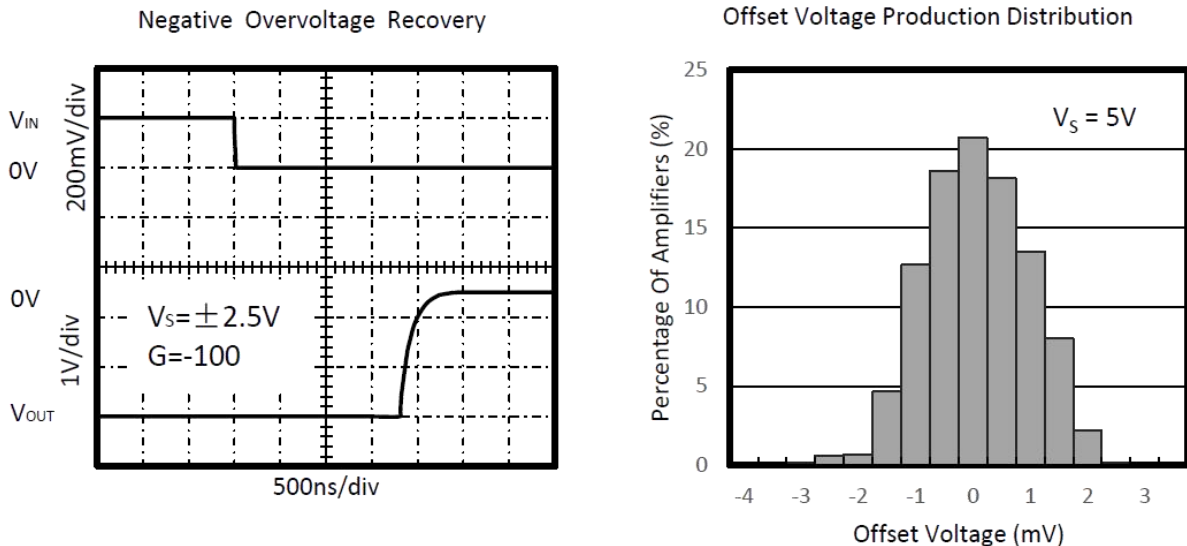 Negative Overvoltage Recovery
VIN
0V
200mV/div
0V
1V/div
VOUT
VS=±2.5V
G=-100
500ns/div
Offset Voltage Production Distribution
Percentage Of Amplifiers (%)
25
20
15
10
5
0
VS = 5V
-4 -3 -2 -1 0 1 2 3
Offset Voltage (mV)